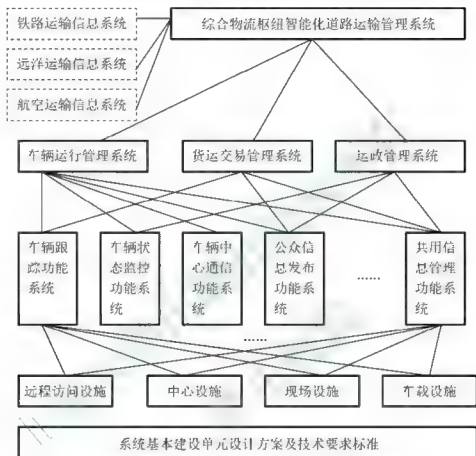 铁路运输信息系统
综合物流枢纽智能化道路运输管理系统
远洋运输信息系统
航空运输信息系统
车辆运行管理系统
货运交易管理系统
运政管理系统
车辆跟
踪功能
系统
车辆状
态监控
功能系
统
车辆中
心通信
功能系
统
公众信
息发布
功能系
统
……
共用信
息管理
功能系
统
……
远程访问设施
中心设施
现场设施
车载设施
系统基本建设单元设计方案及技术要求标准